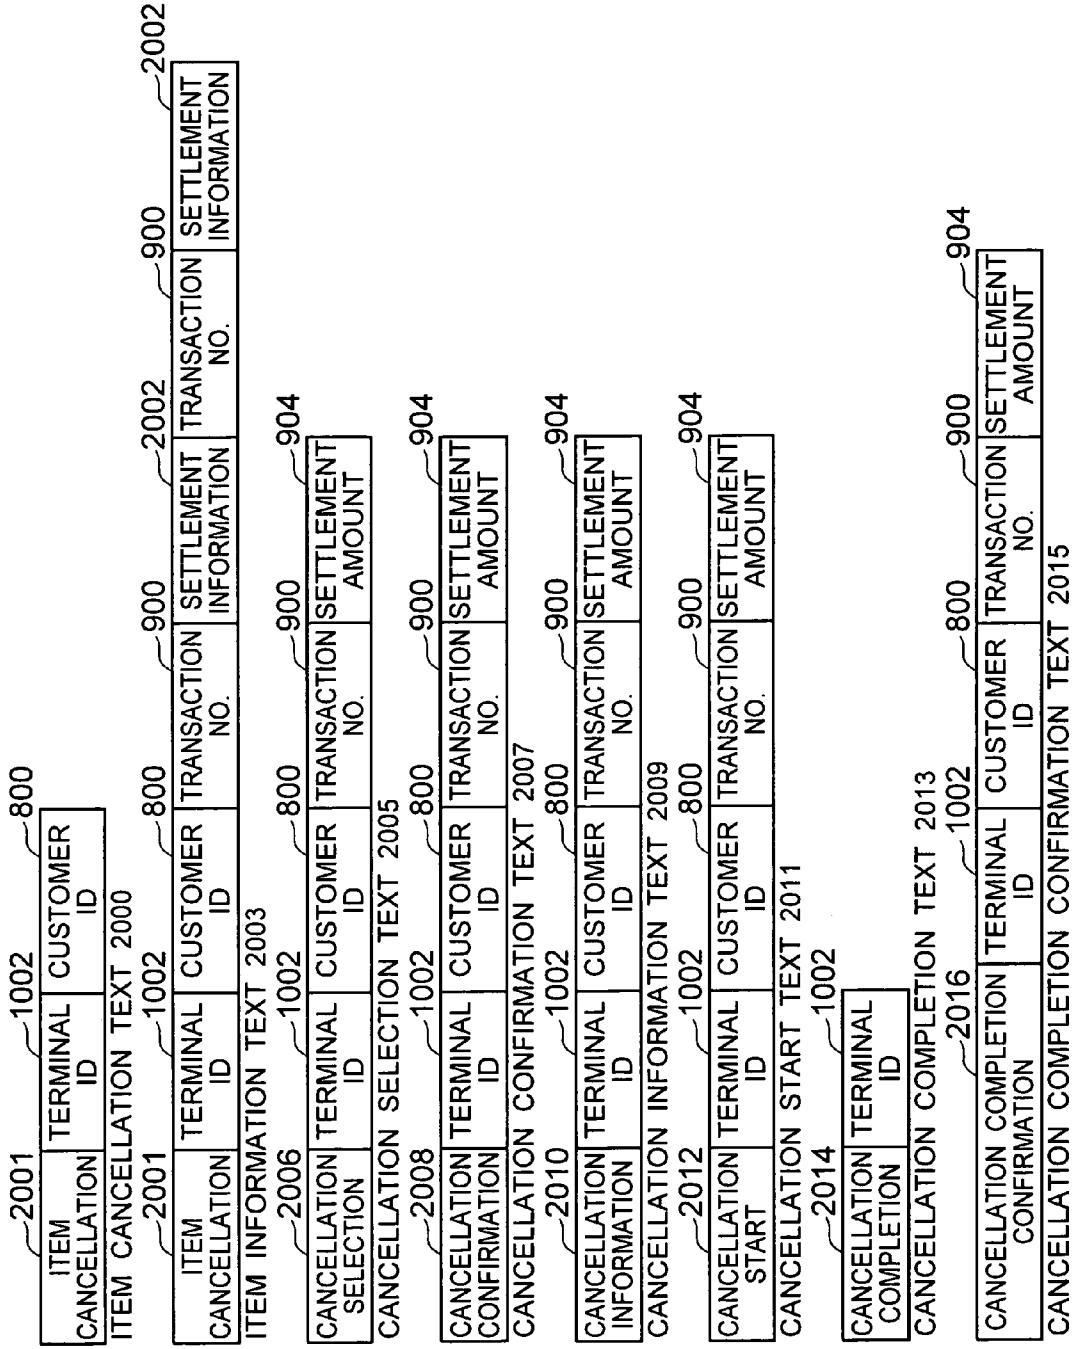 2001 1002 800
ITEM CANCELLATION TERMINAL ID CUSTOMER ID
ITEM CANCELLATION TEXT 2000
2001 1002 800 900 2002 900 2002
ITEM CANCELLATION TERMINAL ID CUSTOMER ID TRANSACTION NO. SETTLEMENT INFORMATION TRANSACTION NO. SETTLEMENT INFORMATION
ITEM INFORMATION TEXT 2003
2006 1002 800 900 904
CANCELLATION SELECTION TERMINAL ID CUSTOMER ID TRANSACTION NO. SETTLEMENT AMOUNT
CANCELLATION SELECTION TEXT 2005
2008 1002 800 900 904
CANCELLATION CONFIRMATION TERMINAL ID CUSTOMER ID TRANSACTION NO. SETTLEMENT AMOUNT
CANCELLATION CONFIRMATION TEXT 2007
2010 1002 800 900 904
CANCELLATION INFORMATION TERMINAL ID CUSTOMER ID TRANSACTION NO. SETTLEMENT AMOUNT
CANCELLATION INFORMATION TEXT 2009
2012 1002 800 900 904
CANCELLATION START TERMINAL ID CUSTOMER ID TRANSACTION NO. SETTLEMENT AMOUNT
CANCELLATION START TEXT 2011
2014 1002
CANCELLATION COMPLETION TERMINAL ID
CANCELLATION COMPLETION TEXT 2013
2016 1002 800 900 904
CANCELLATION COMPLETION CONFIRMATION TERMINAL ID CUSTOMER ID TRANSACTION NO. SETTLEMENT AMOUNT
CANCELLATION COMPLETION CONFIRMATION TEXT 2015